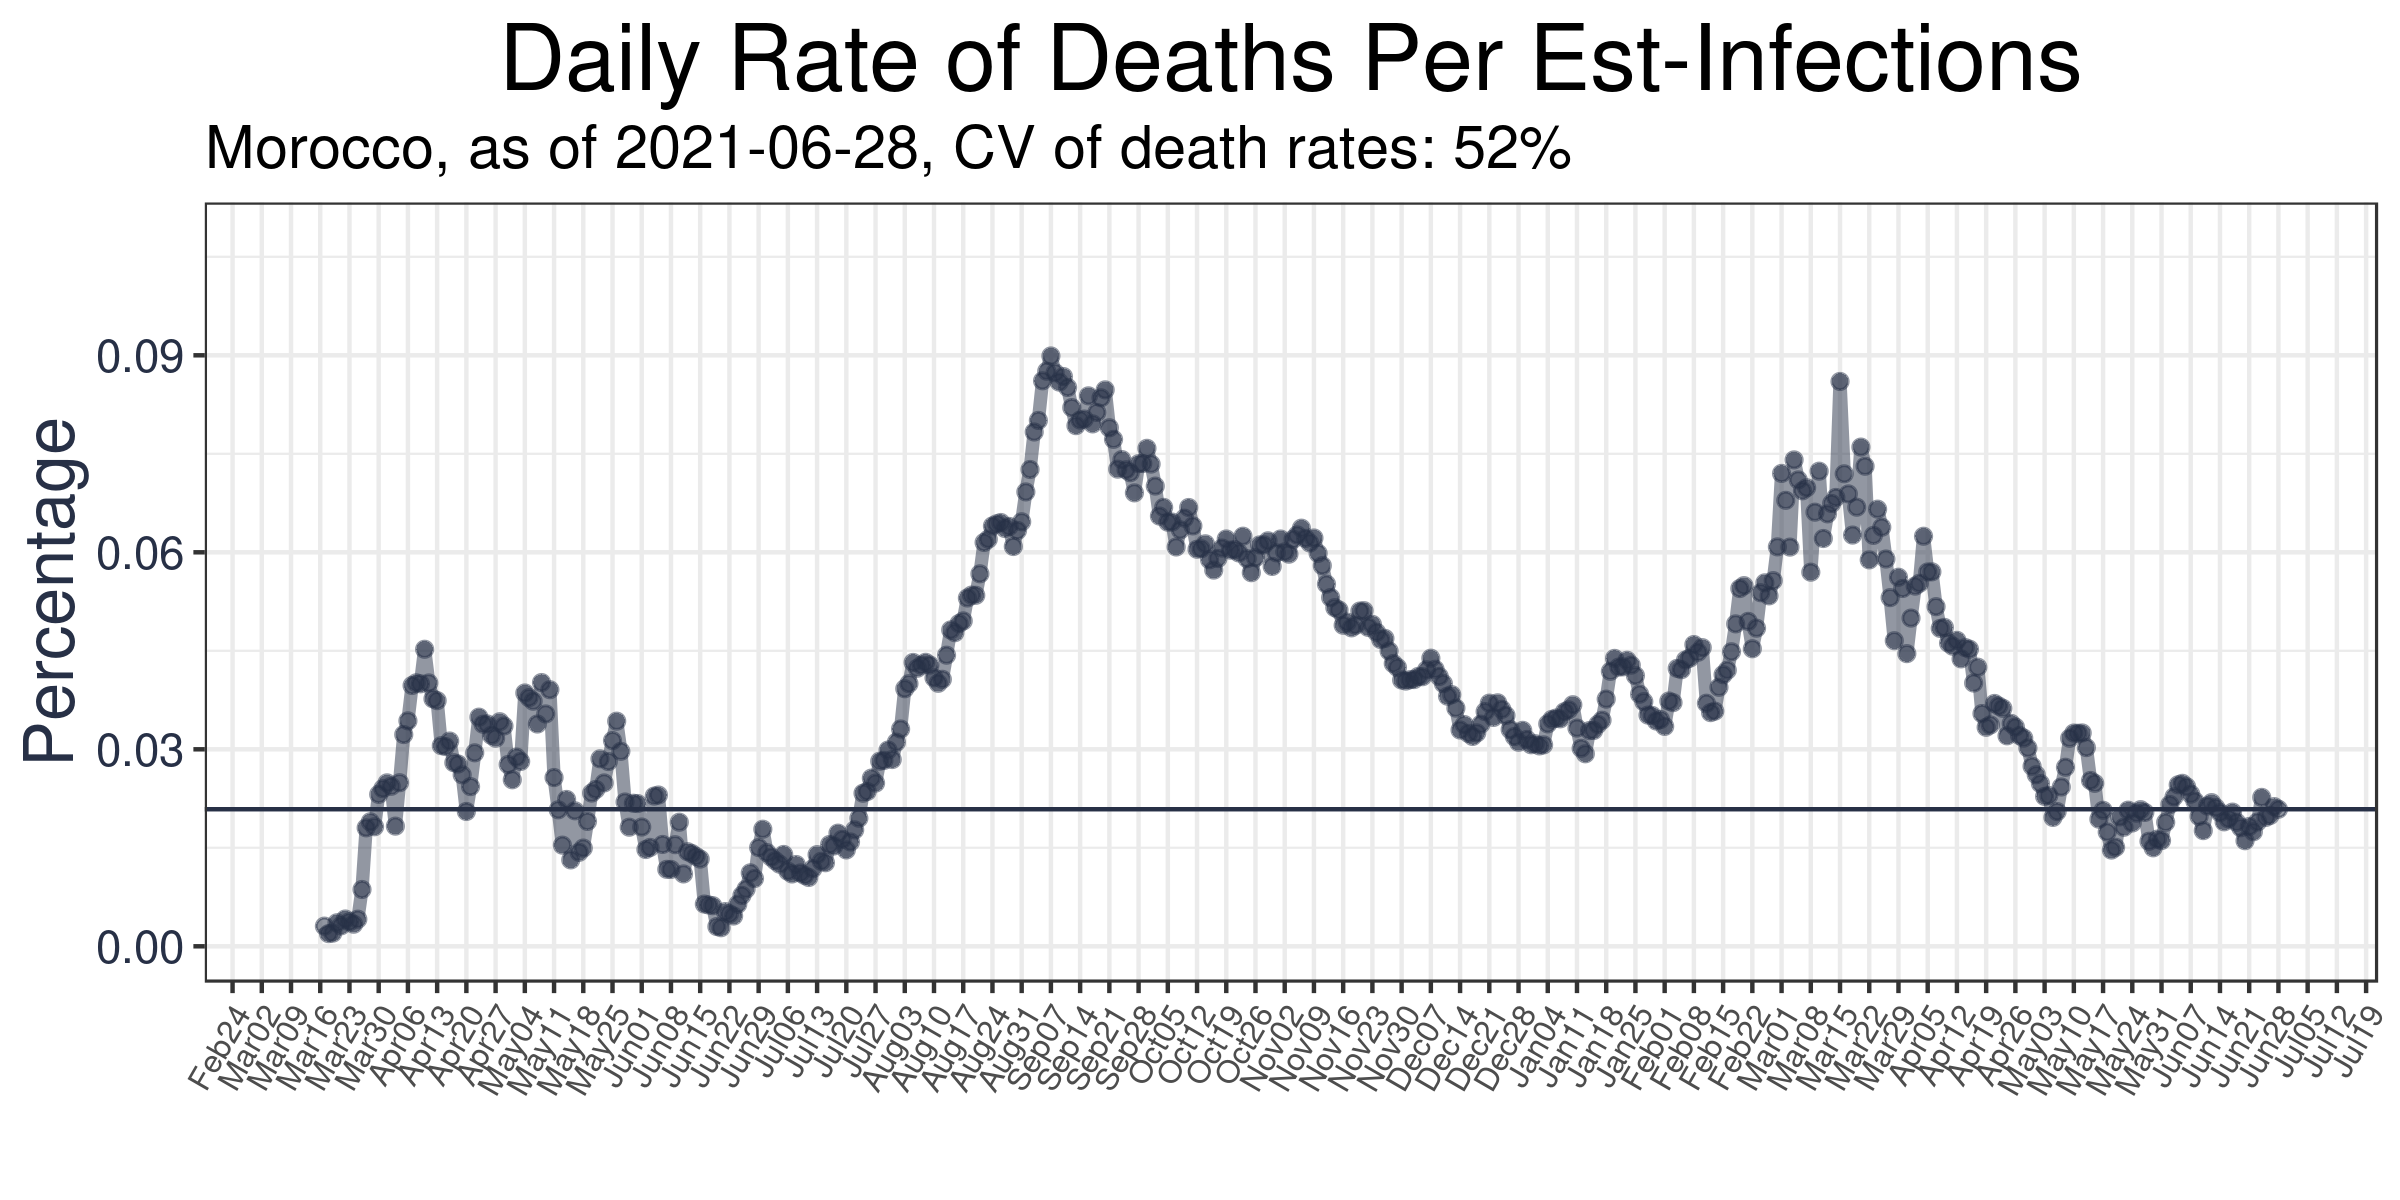 Daily Rate of Deaths Per Est-Infections
Morocco, as of 2021-06-28, CV of death rates: 52%
Percentage
0.09
0.06
0.03
0.00
Feb24
Mar02
Mar09
Mar16
Mar23
Mar30
Apr06
Apr13
Apr20
Apr27
May04
May11
May18
May25
Jun01
Jun08
Jun15
Jun22
Jun29
Jul06
Jul13
Jul20
Jul27
Aug03
Aug10
Aug17
Aug24
Aug31
Sep07
Sep14
Sep21
Sep28
Oct05
Oct12
Oct19
Oct26
Nov02
Nov09
Nov16
Nov23
Nov30
Dec07
Dec14
Dec21
Dec28
Jan04
Jan11
Jan18
Jan25
Feb01
Feb08
Feb15
Feb22
Mar01
Mar08
Mar15
Mar22
Mar29
Apr05
Apr12
Apr19
Apr26
May03
May10
May17
May24
May31
Jun07
Jun14
Jun21
Jun28
Jul05
Jul12
Jul19